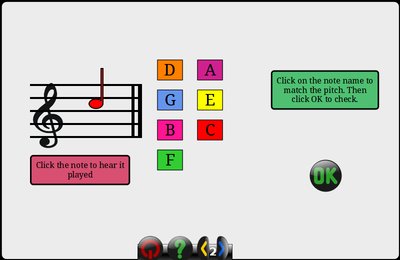 D
A
G
E
B
C
F
Click on the note name to
match the pitch. Then
click OK to check.
Click the note to hear it
played
OK
?
2